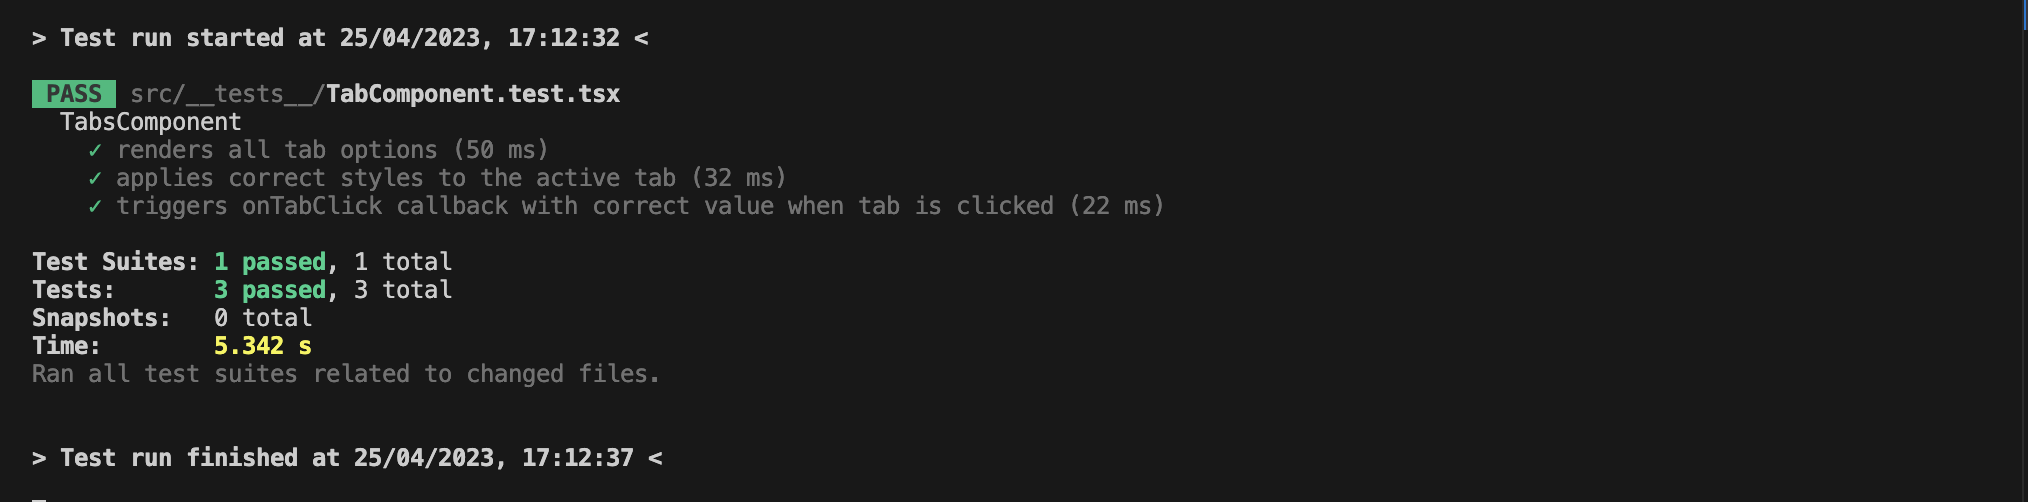 > Test run started at 25/04/2023, 17:12:32 <
PASS src/__tests__/TabComponent.test.tsx
TabsComponent
✓ renders all tab options (50 ms)
✓ applies correct styles to the active tab (32 ms)
✓ triggers onTabClick callback with correct value when tab is clicked (22 ms)
Test Suites: 1 passed, 1 total
Tests: 3 passed, 3 total
Snapshots: 0 total
Time: 5.342 s
Ran all test suites related to changed files.
> Test run finished at 25/04/2023, 17:12:37 <